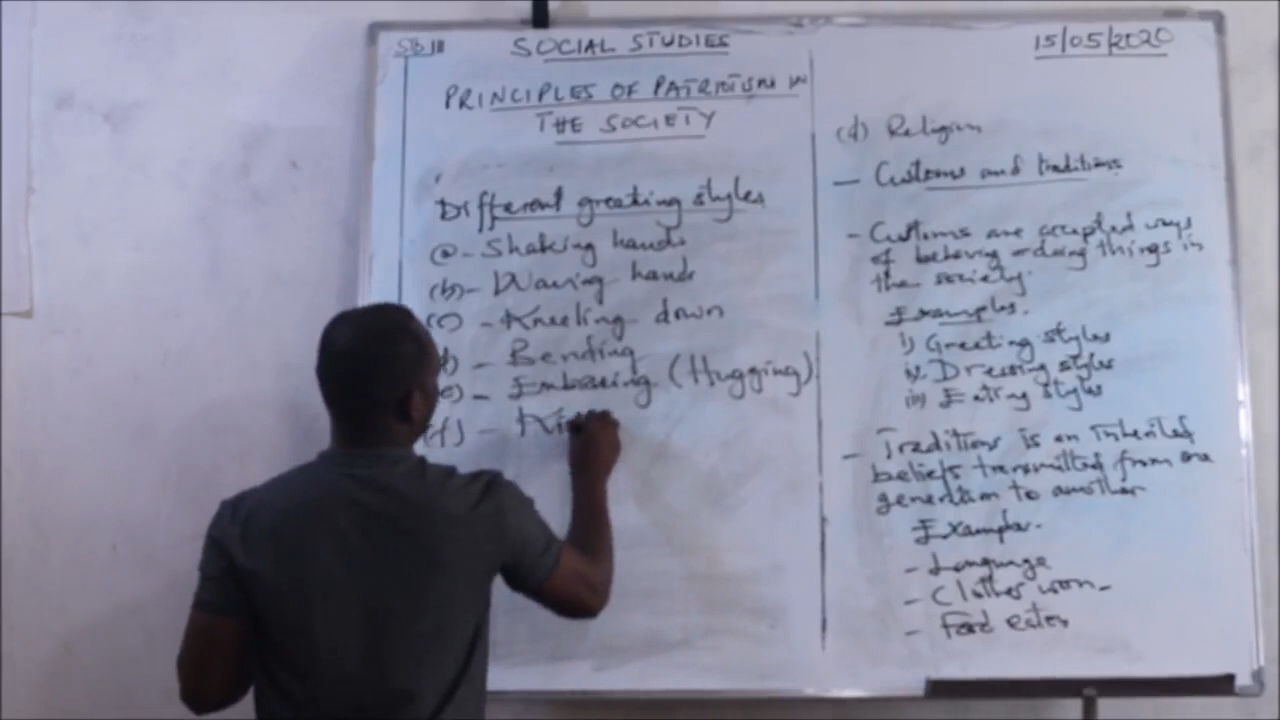 STD III
SOCIAL STUDIES
15/05/2020
PRINCIPLES OF PATRIOTISM IN
THE SOCIETY
Different greeting styles
(a) - Shaking hands
(b) - Waving hands
(c) - Kneeling down
- Bending
- Embracing (Hugging)
(f) -
(d) Religion
- Customs and traditions
- Customs are accepted ways
of behaving or doing things in
the society.
Examples.
i) Greeting styles
ii) Dressing styles
iii) Eating styles
- Traditions is an inherited
beliefs transmitted from one
generation to another
Examples.
- Language
- Clothes worn
- Food eaten